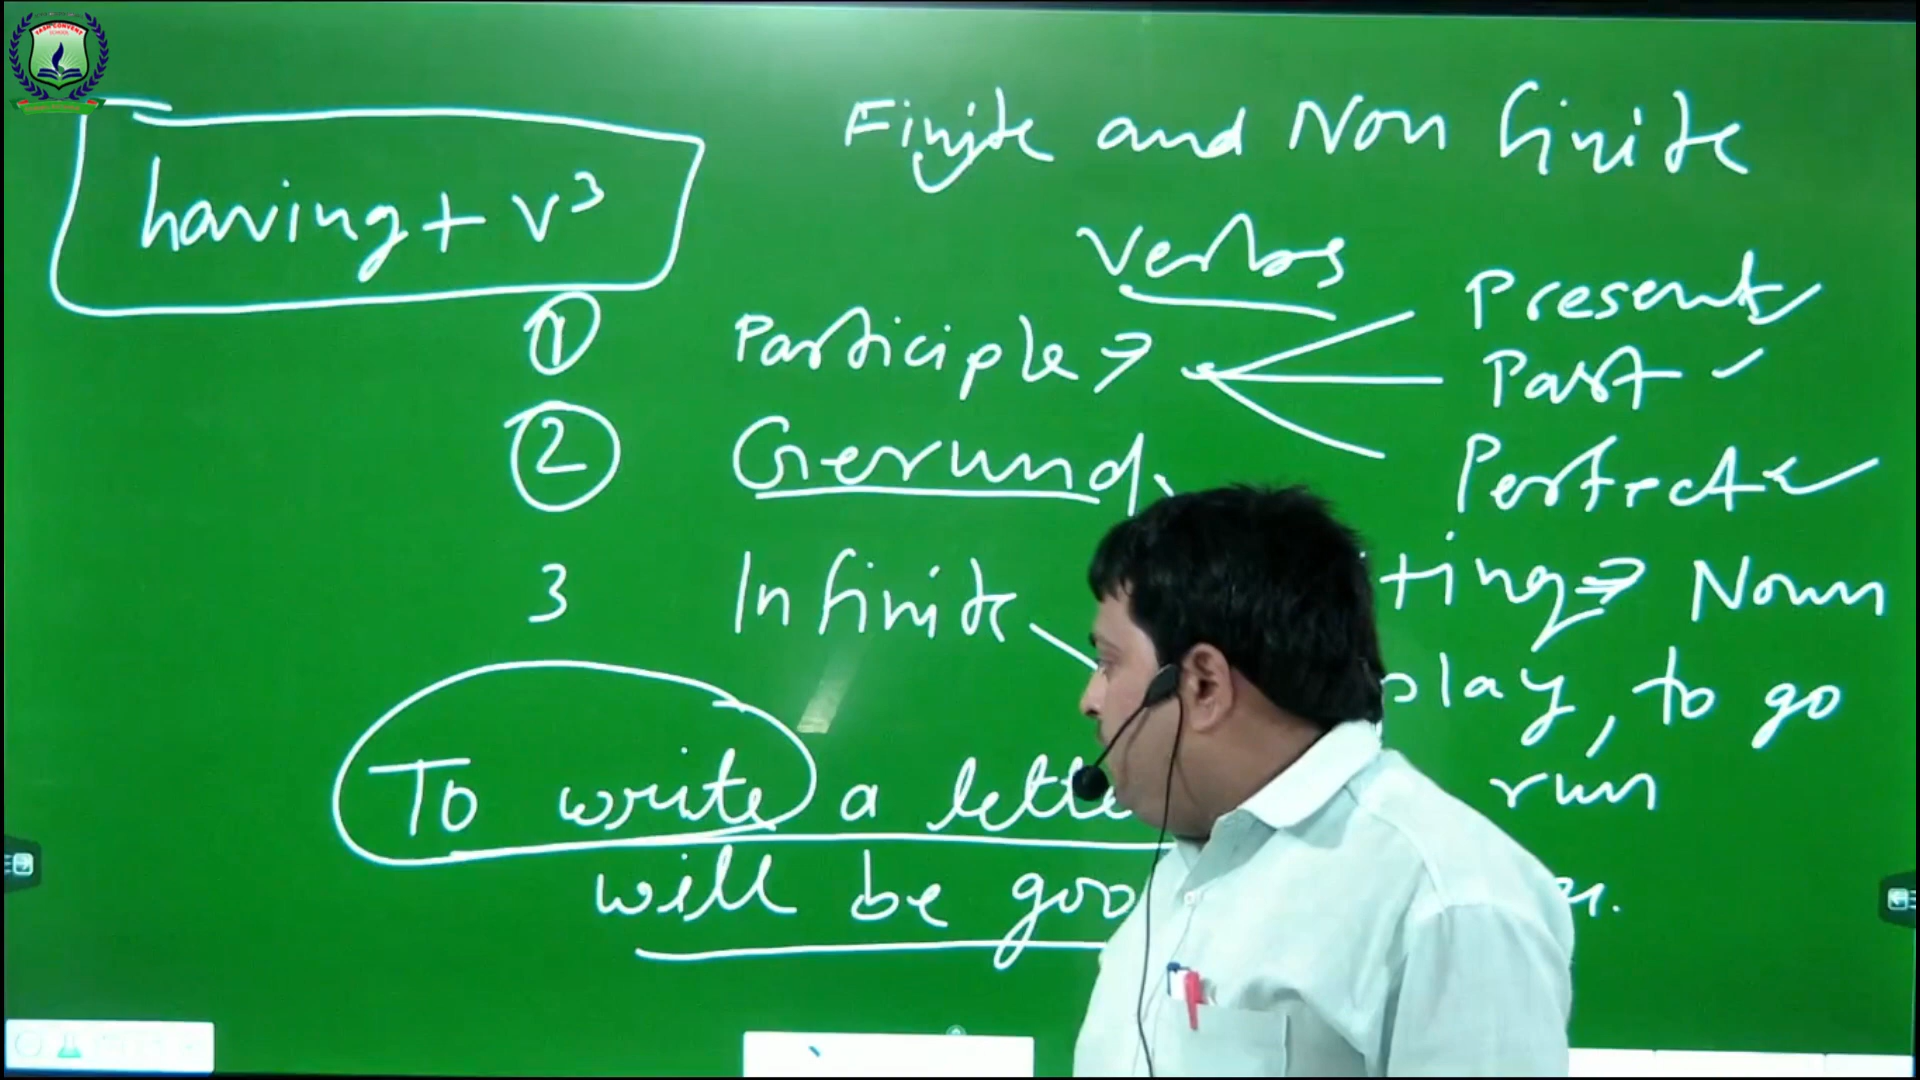 having + v³
Finite and Non finite
Verbs
① Participle → Present
Past
Perfect
② Gerund
ting → Noun
3 Infinite
play, to go
run
To write a lette
will be goo